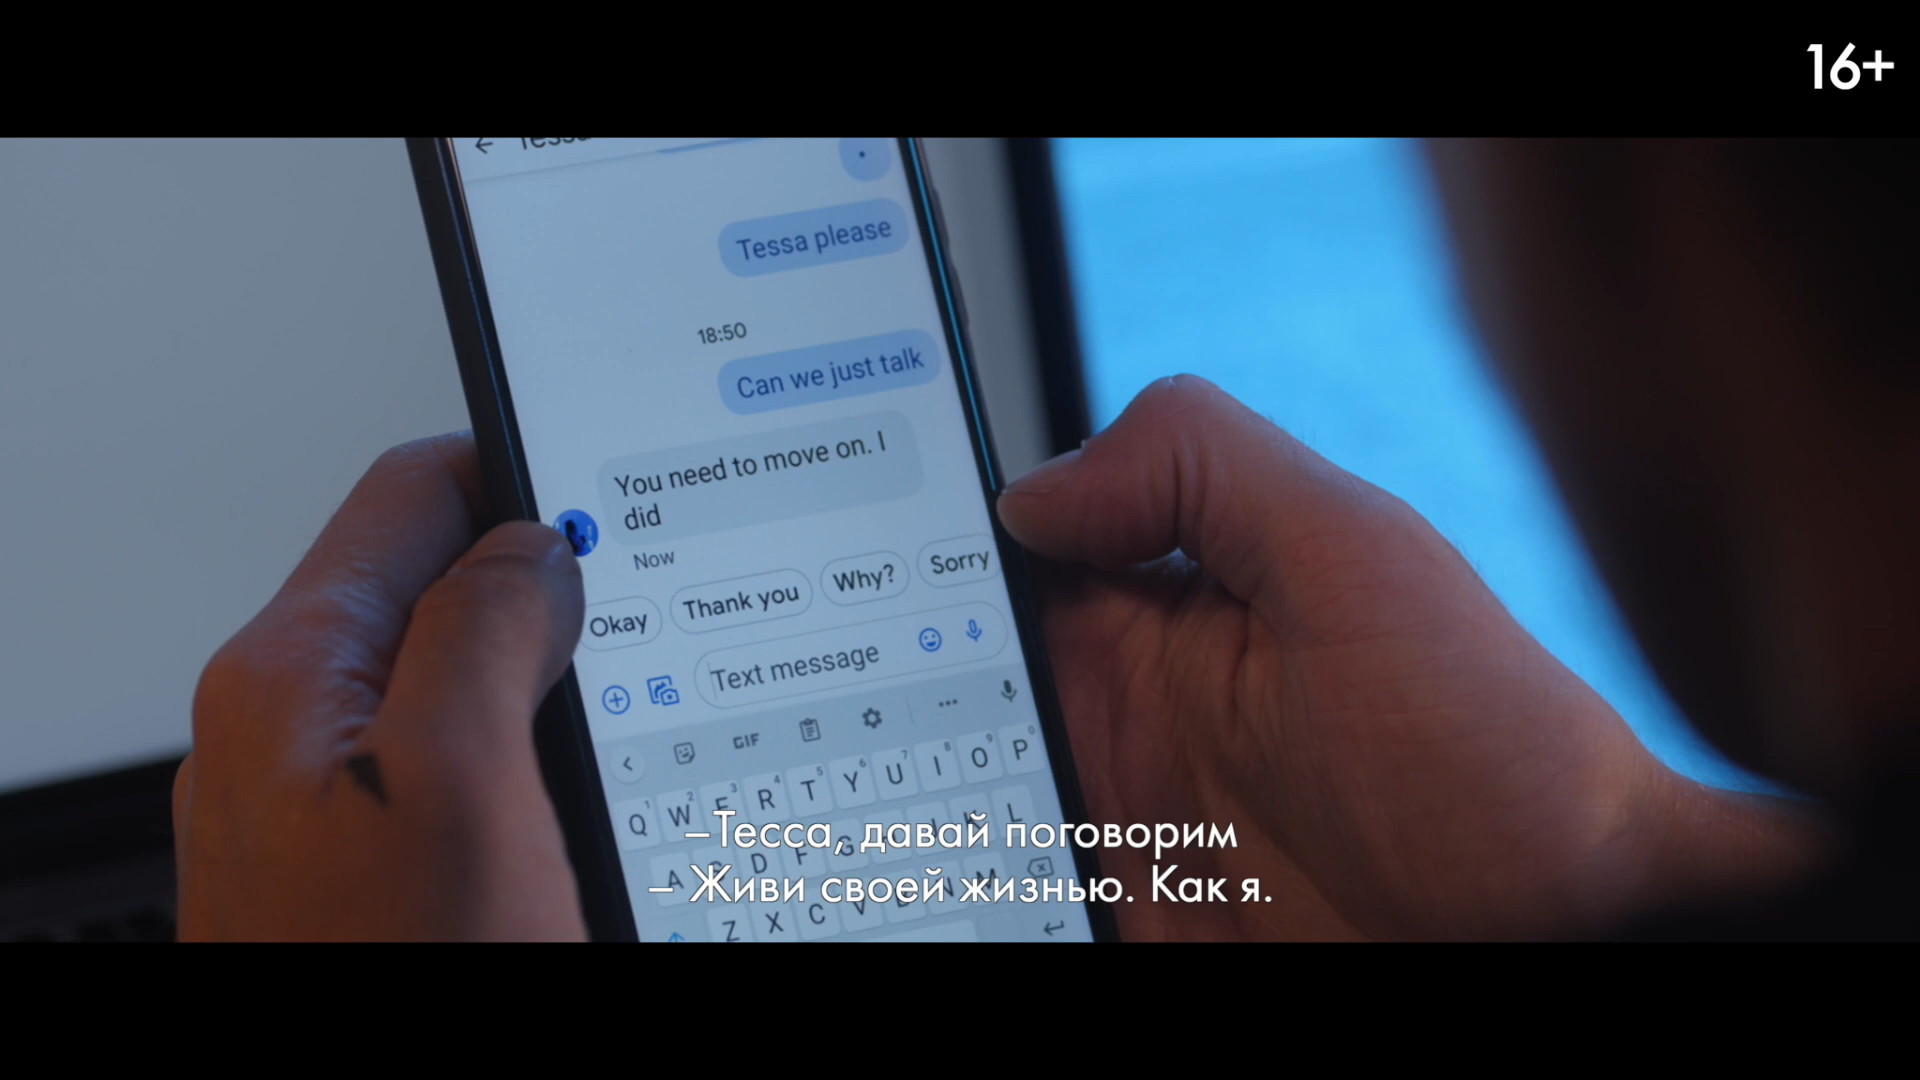 16+
Tessa please
18:50
Can we just talk
You need to move on. I
did
Now
Okay
Thank you
Why?
Sorry
Text message
GIF
Q W E R T Y U I O P
–Тесса, давай поговорим
– Живи своей жизнью. Как я.